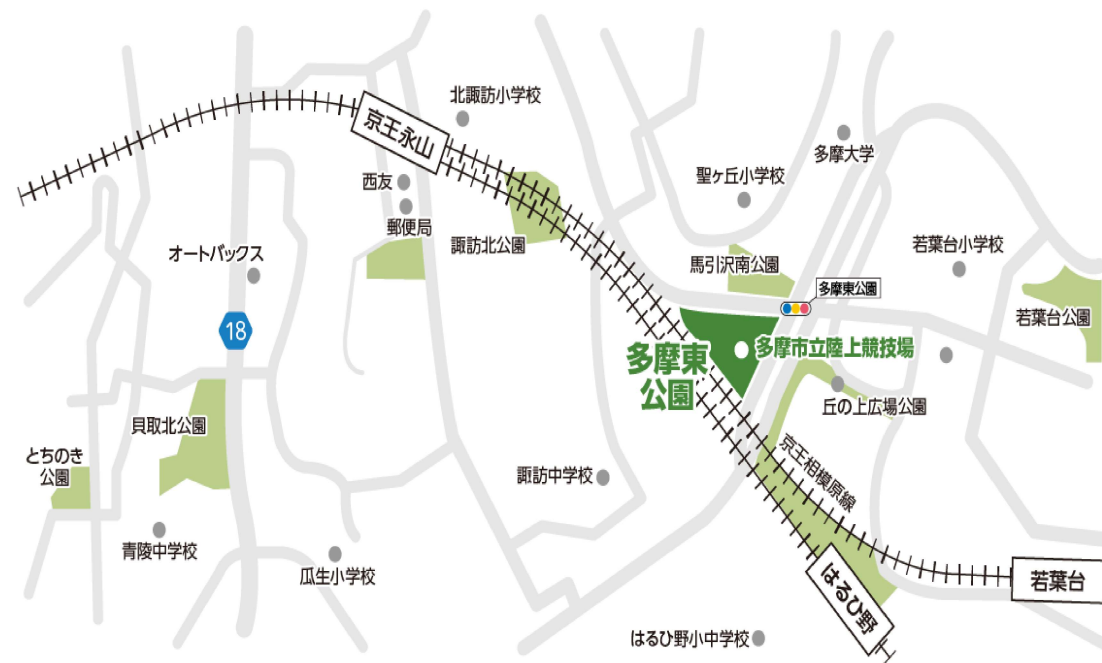 北諏訪小学校
京王永山
多摩大学
西友
聖ヶ丘小学校
郵便局
オートバックス
諏訪北公園
馬引沢南公園
若葉台小学校
多摩東公園
若葉台公園
18
多摩東
公園
多摩市立陸上競技場
丘の上広場公園
貝取北公園
とちのき
公園
京王相模原線
諏訪中学校
青陵中学校
瓜生小学校
はるひ野
若葉台
はるひ野小中学校